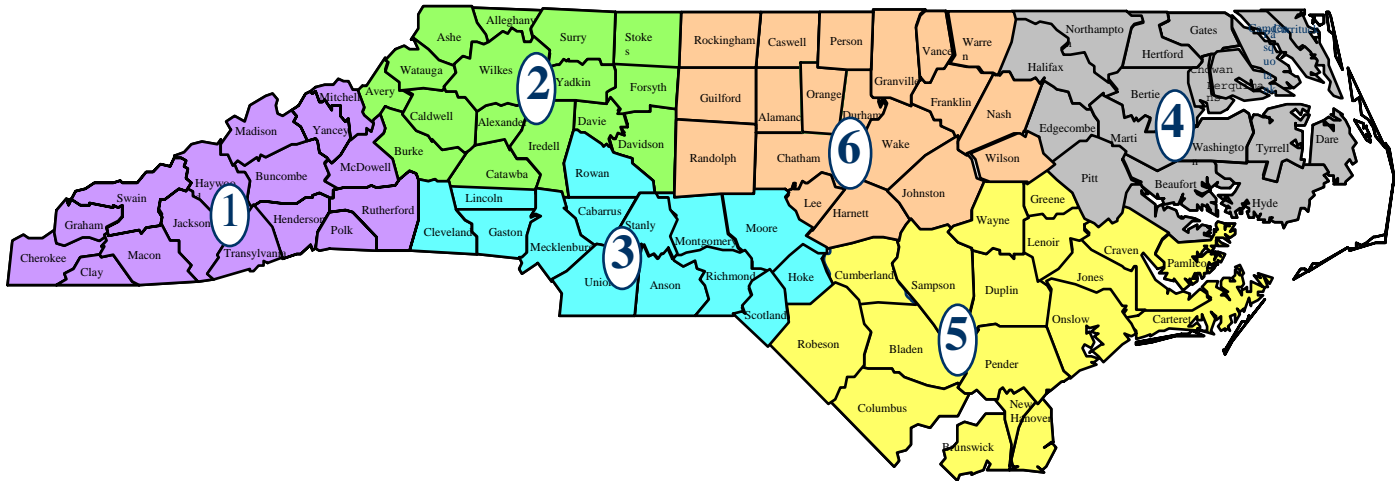 Alleghany
Ashe
Surry
Stoke
s
Rockingham
Caswell
Person
Vance
Warre
n
Northampto
Gates
Hertford
Halifax
Watauga
Wilkes
Yadkin
Forsyth
Granville
Avery
Caldwell
Alexande
Davie
Iredell
Davidson
Burke
Catawba
2
Guilford
Alamanc
Orange
Durham
Franklin
Nash
Randolph
Chatham
Wake
Wilson
Lee
Harnett
Johnston
6
Bertie
Chowan
Edgecombe
Marti
n
Washington
Tyrrell
Dare
Pitt
Beaufort
Hyde
4
Mitchell
Yancey
Madison
McDowell
Buncombe
Swain
Graham
Jackson
Henderson
Polk
Rutherford
Cherokee
Clay
Macon
Transylvania
1
Rowan
Lincoln
Cleveland
Gaston
Mecklenbur
Cabarrus
Stanly
Montgomery
Moore
Union
Anson
Richmond
Hoke
Scotland
3
Greene
Wayne
Lenoir
Craven
Pamlico
Jones
Cumberland
Sampson
Duplin
Onslow
Carteret
Robeson
Bladen
Pender
Columbus
New
Hanover
Brunswick
5